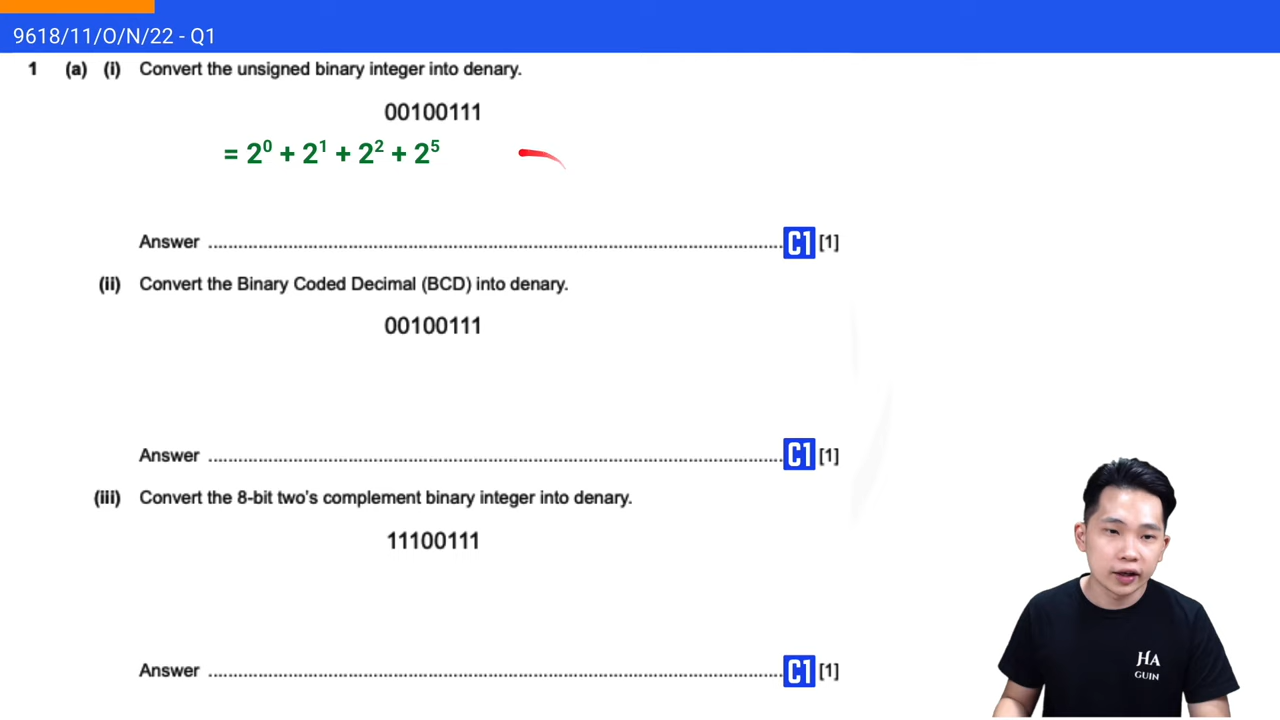 9618/11/O/N/22 - Q1
1 (a) (i) Convert the unsigned binary integer into denary.
00100111
= 2⁰ + 2¹ + 2² + 2⁵
Answer ........................................................................................................................ C1 [1]
(ii) Convert the Binary Coded Decimal (BCD) into denary.
00100111
Answer ........................................................................................................................ C1 [1]
(iii) Convert the 8-bit two's complement binary integer into denary.
11100111
Answer ........................................................................................................................ C1 [1]
HA
GUIN